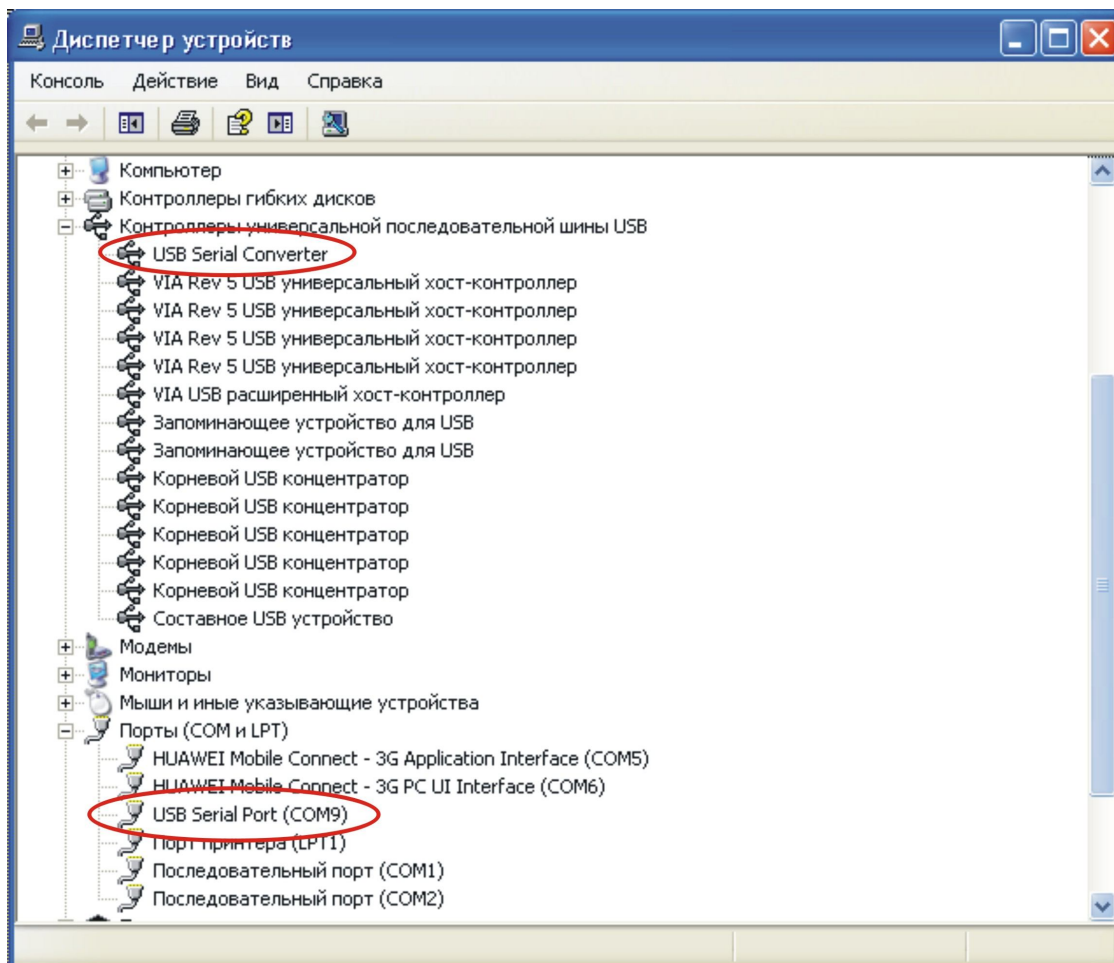 Диспетчер устройств
Консоль Действие Вид Справка
Компьютер
Контроллеры гибких дисков
Контроллеры универсальной последовательной шины USB
USB Serial Converter
VIA Rev 5 USB универсальный хост-контроллер
VIA Rev 5 USB универсальный хост-контроллер
VIA Rev 5 USB универсальный хост-контроллер
VIA Rev 5 USB универсальный хост-контроллер
VIA USB расширенный хост-контроллер
Запоминающее устройство для USB
Запоминающее устройство для USB
Корневой USB концентратор
Корневой USB концентратор
Корневой USB концентратор
Корневой USB концентратор
Корневой USB концентратор
Составное USB устройство
Модемы
Мониторы
Мыши и иные указывающие устройства
Порты (COM и LPT)
HUAWEI Mobile Connect - 3G Application Interface (COM5)
HUAWEI Mobile Connect - 3G PC UI Interface (COM6)
USB Serial Port (COM9)
Порт принтера (LPT1)
Последовательный порт (COM1)
Последовательный порт (COM2)